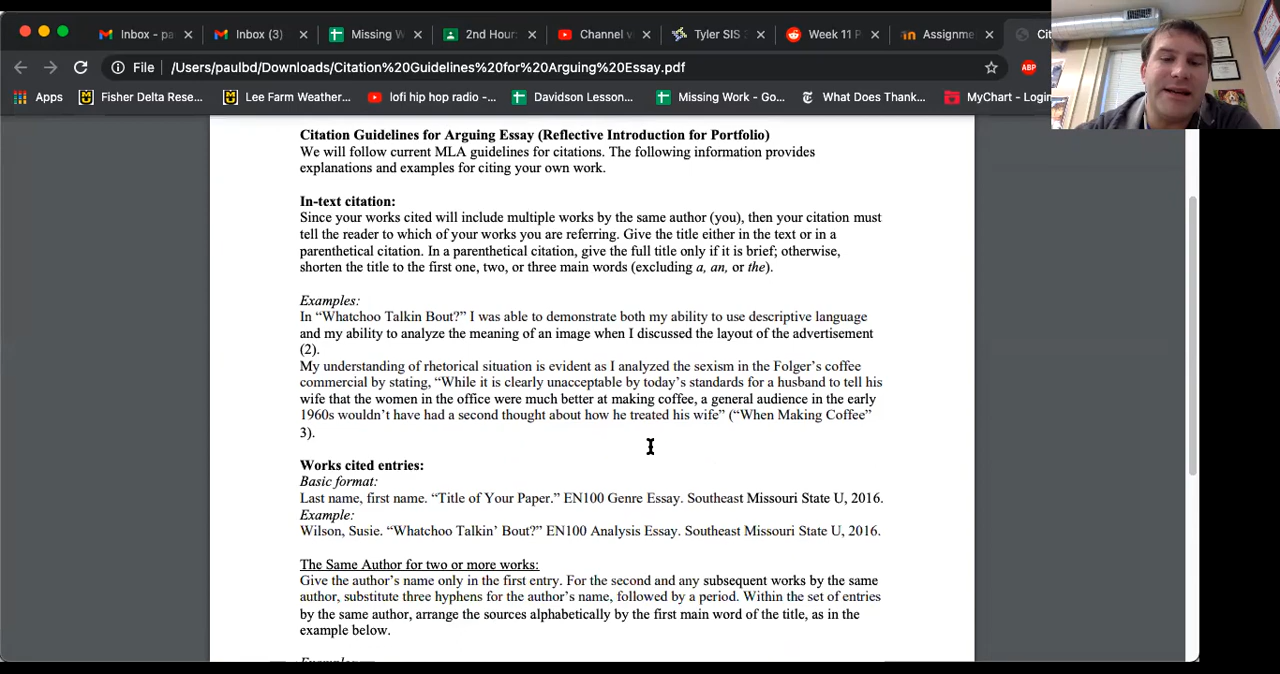 Inbox - pa
Inbox (3)
Missing W
2nd Hour:
Channel v
Tyler SIS
Week 11 P
Assignme
Cit
File
/Users/paulbd/Downloads/Citation%20Guidelines%20for%20Arguing%20Essay.pdf
ABP
Apps
Fisher Delta Rese...
Lee Farm Weather...
lofi hip hop radio -...
Davidson Lesson...
Missing Work - Go...
What Does Thank...
MyChart - Login
Citation Guidelines for Arguing Essay (Reflective Introduction for Portfolio)
We will follow current MLA guidelines for citations. The following information provides
explanations and examples for citing your own work.
In-text citation:
Since your works cited will include multiple works by the same author (you), then your citation must
tell the reader to which of your works you are referring. Give the title either in the text or in a
parenthetical citation. In a parenthetical citation, give the full title only if it is brief; otherwise,
shorten the title to the first one, two, or three main words (excluding a, an, or the).
Examples:
In “Whatchoo Talkin Bout?” I was able to demonstrate both my ability to use descriptive language
and my ability to analyze the meaning of an image when I discussed the layout of the advertisement
(2).
My understanding of rhetorical situation is evident as I analyzed the sexism in the Folger’s coffee
commercial by stating, “While it is clearly unacceptable by today’s standards for a husband to tell his
wife that the women in the office were much better at making coffee, a general audience in the early
1960s wouldn’t have had a second thought about how he treated his wife” (“When Making Coffee”
3).
Works cited entries:
Basic format:
Last name, first name. “Title of Your Paper.” EN100 Genre Essay. Southeast Missouri State U, 2016.
Example:
Wilson, Susie. “Whatchoo Talkin’ Bout?” EN100 Analysis Essay. Southeast Missouri State U, 2016.
The Same Author for two or more works:
Give the author’s name only in the first entry. For the second and any subsequent works by the same
author, substitute three hyphens for the author’s name, followed by a period. Within the set of entries
by the same author, arrange the sources alphabetically by the first main word of the title, as in the
example below.